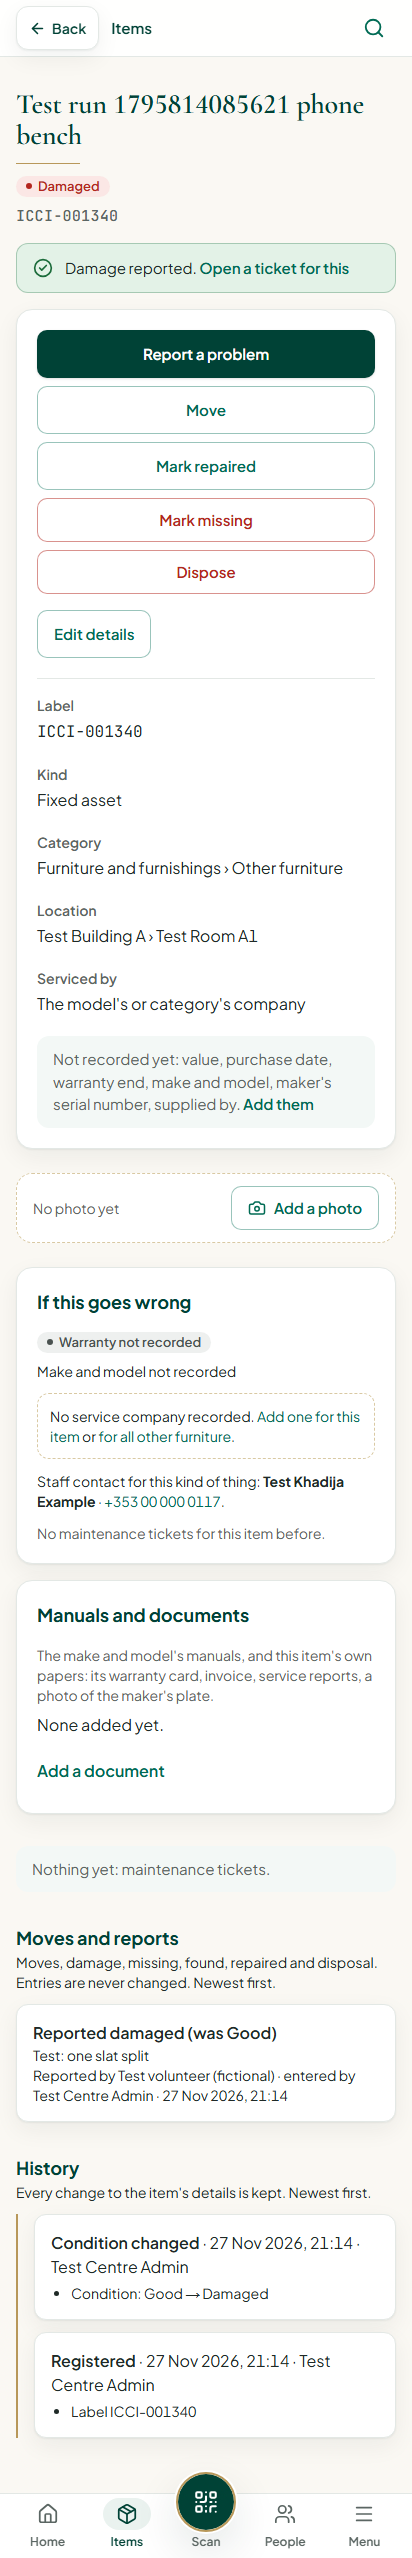 Back
Items
Test run 1795814085621 phone
bench
Damaged
ICCI-001340
Damage reported. Open a ticket for this
Report a problem
Move
Mark repaired
Mark missing
Dispose
Edit details
Label
ICCI-001340
Kind
Fixed asset
Category
Furniture and furnishings › Other furniture
Location
Test Building A › Test Room A1
Serviced by
The model's or category's company
Not recorded yet: value, purchase date,
warranty end, make and model, maker's
serial number, supplied by. Add them
No photo yet
Add a photo
If this goes wrong
Warranty not recorded
Make and model not recorded
No service company recorded. Add one for this
item or for all other furniture.
Staff contact for this kind of thing: Test Khadija
Example · +353 00 000 0117.
No maintenance tickets for this item before.
Manuals and documents
The make and model's manuals, and this item's own
papers: its warranty card, invoice, service reports, a
photo of the maker's plate.
None added yet.
Add a document
Nothing yet: maintenance tickets.
Moves and reports
Moves, damage, missing, found, repaired and disposal.
Entries are never changed. Newest first.
Reported damaged (was Good)
Test: one slat split
Reported by Test volunteer (fictional) · entered by
Test Centre Admin · 27 Nov 2026, 21:14
History
Every change to the item's details is kept. Newest first.
Condition changed · 27 Nov 2026, 21:14 ·
Test Centre Admin
• Condition: Good → Damaged
Registered · 27 Nov 2026, 21:14 · Test
Centre Admin
• Label ICCI-001340
Home
Items
Scan
People
Menu